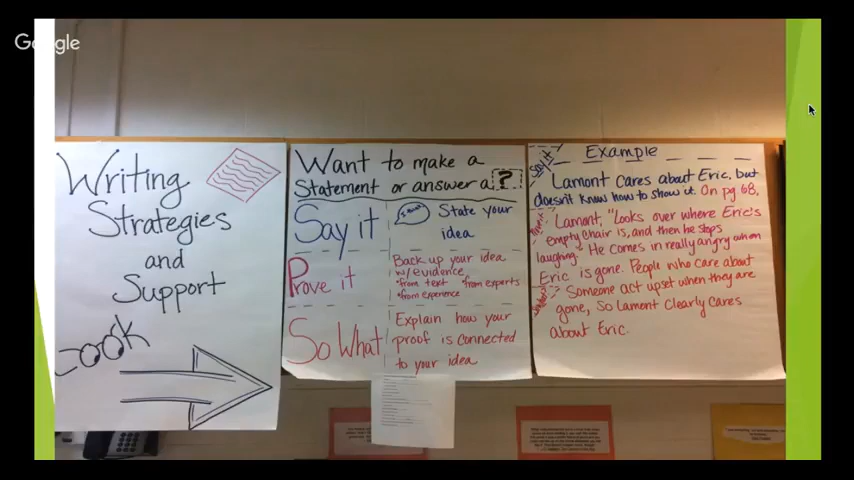 Google
Writing
Strategies
and
Support
Look
Want to make a
Statement or answer a ?
Say it
State your
idea
Prove it
Back up your idea
w/evidence
*from text *from experts
*from experience
So What
Explain how your
proof is connected
to your idea
Example
Say it
Lamont Cares about Eric, but
doesn't know how to show it. On pg 68,
Prove it
Lamont, "Looks over where Eric's
empty chair is, and then he stops
laughing." He comes in really angry when
Eric is gone. People who care about
So what?
Someone act upset when they are
gone, So Lamont Clearly Cares
about Eric.